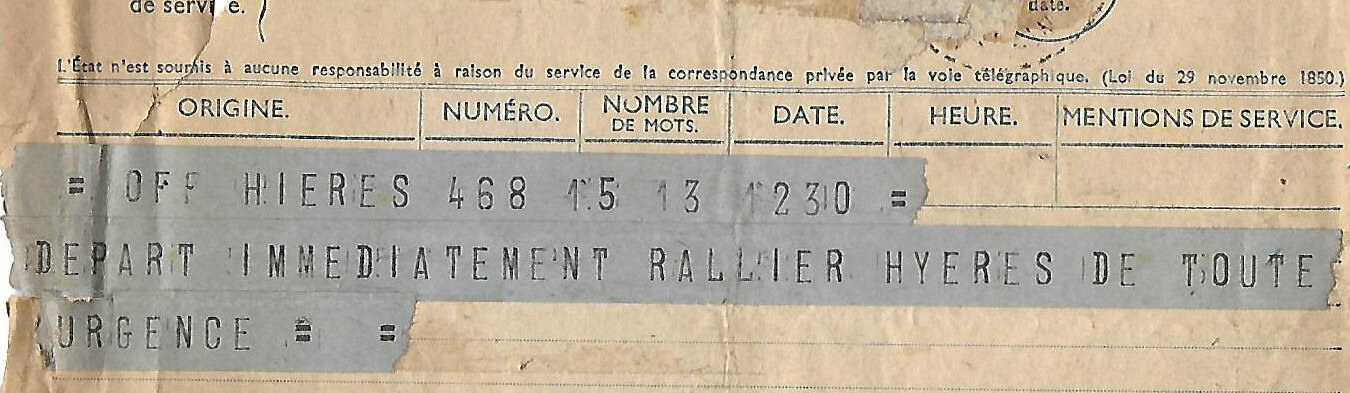 de service.
date.
L'État n'est soumis à aucune responsabilité à raison du service de la correspondance privée par la voie télégraphique. (Loi du 29 novembre 1850.)
ORIGINE. NUMÉRO. NOMBRE DE MOTS. DATE. HEURE. MENTIONS DE SERVICE.
= OFF HIERES 468 15 13 1230 =
DEPART IMMEDIATEMENT RALLIER HYERES DE TOUTE
URGENCE = =